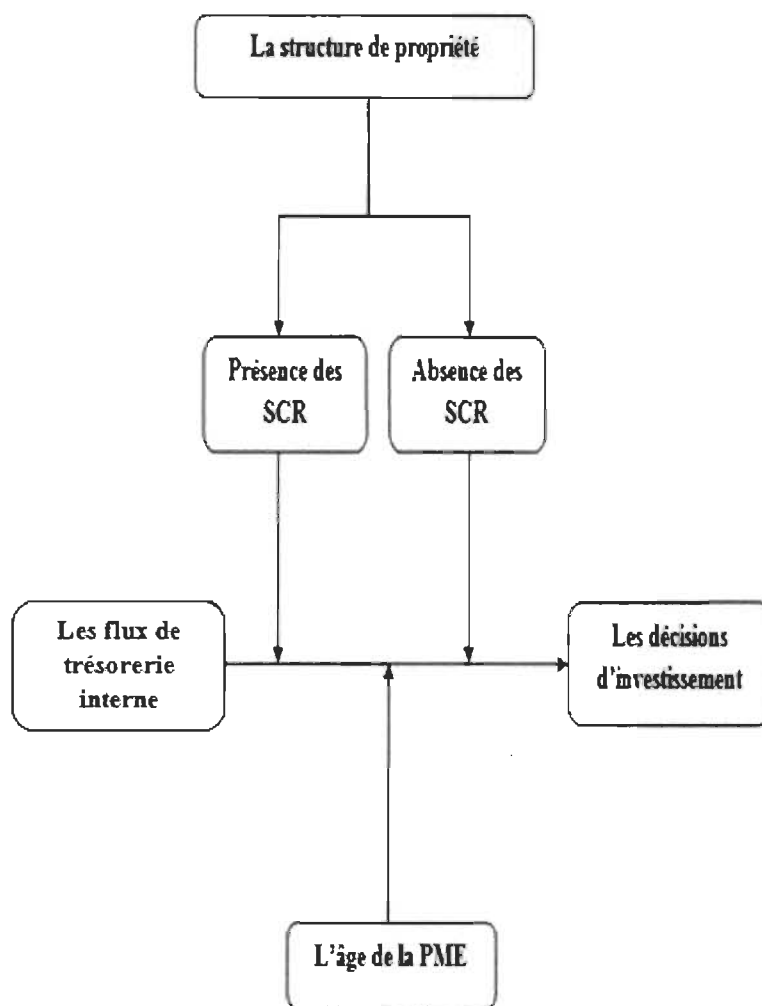 La structure de propriété
Présence des
SCR
Absence des
SCR
Les flux de
trésorerie
interne
Les décisions
d'investissement
L'âge de la PME